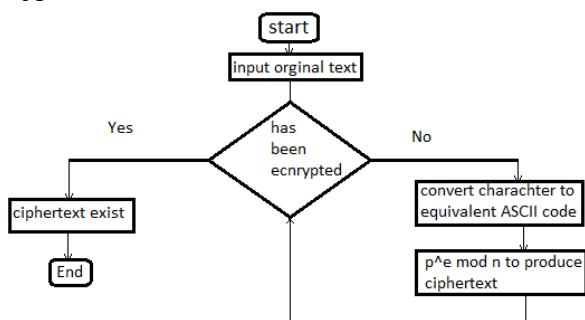 start
input orginal text
Yes
has
been
ecnrypted
No
ciphertext exist
convert charachter to
equivalent ASCII code
End
p^e mod n to produce
ciphertext